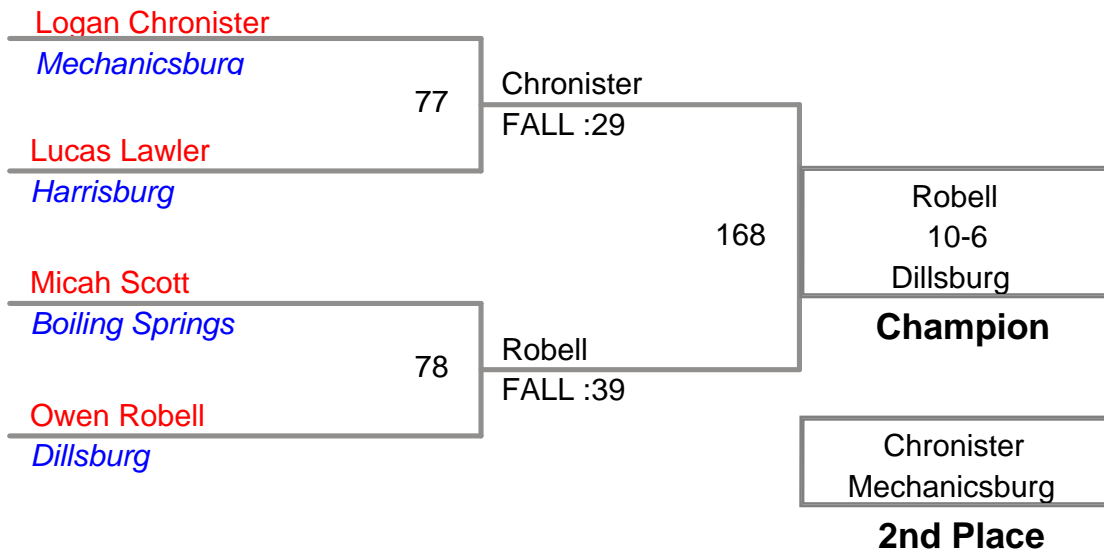 Logan Chronister
Mechanicsburg
77
Chronister
FALL :29
Lucas Lawler
Harrisburg
168
Robell
10-6
Dillsburg
Champion
Micah Scott
Boiling Springs
78
Robell
FALL :39
Owen Robell
Dillsburg
Chronister
Mechanicsburg
2nd Place